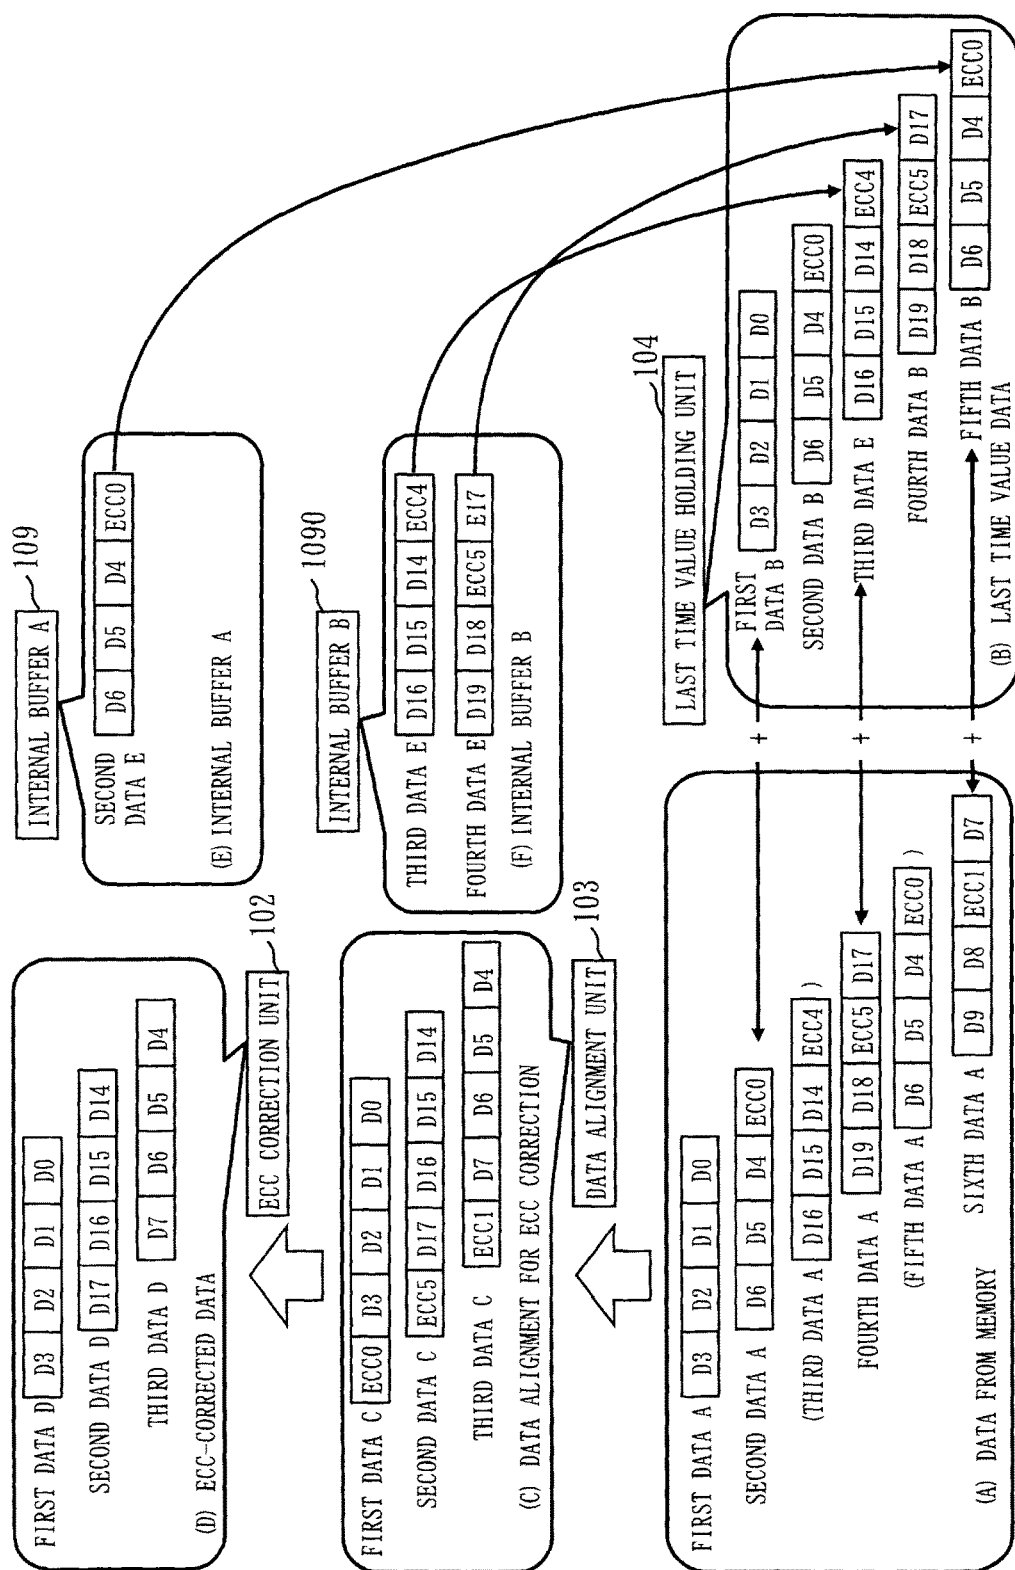 FIRST DATA D D3 D2 D1 D0
SECOND DATA D D17 D16 D15 D14
THIRD DATA D D7 D6 D5 D4
(D) ECC-CORRECTED DATA
ECC CORRECTION UNIT 102
FIRST DATA C ECC0 D3 D2 D1 D0
SECOND DATA C ECC5 D17 D16 D15 D14
THIRD DATA C ECC1 D7 D6 D5 D4
(C) DATA ALIGNMENT FOR ECC CORRECTION
DATA ALIGNMENT UNIT 103
FIRST DATA A D3 D2 D1 D0
SECOND DATA A D6 D5 D4 ECC0
(THIRD DATA A D16 D15 D14 ECC4 )
FOURTH DATA A D19 D18 ECC5 D17
(FIFTH DATA A D6 D5 D4 ECC0 )
SIXTH DATA A D9 D8 ECC1 D7
(A) DATA FROM MEMORY
INTERNAL BUFFER A 109
SECOND
DATA E
D6 D5 D4 ECC0
(E) INTERNAL BUFFER A
INTERNAL BUFFER B 1090
THIRD DATA E D16 D15 D14 ECC4
FOURTH DATA E D19 D18 ECC5 E17
(F) INTERNAL BUFFER B
LAST TIME VALUE HOLDING UNIT 104
+
+
+
FIRST
DATA B
D3 D2 D1 D0
SECOND DATA B D6 D5 D4 ECC0
THIRD DATA E D16 D15 D14 ECC4
FOURTH DATA B D19 D18 ECC5 D17
FIFTH DATA B D6 D5 D4 ECC0
(B) LAST TIME VALUE DATA